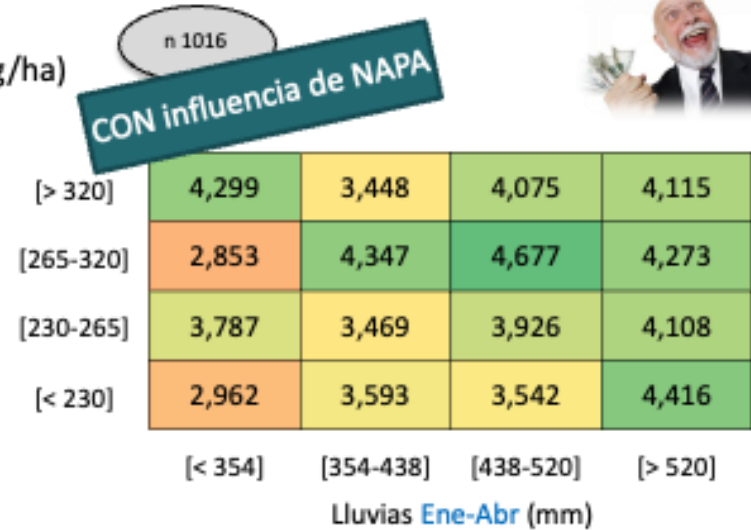 n 1016
g/ha)
CON influencia de NAPA
[> 320] 4,299 3,448 4,075 4,115
[265-320] 2,853 4,347 4,677 4,273
[230-265] 3,787 3,469 3,926 4,108
[< 230] 2,962 3,593 3,542 4,416
[< 354] [354-438] [438-520] [> 520]
Lluvias Ene-Abr (mm)